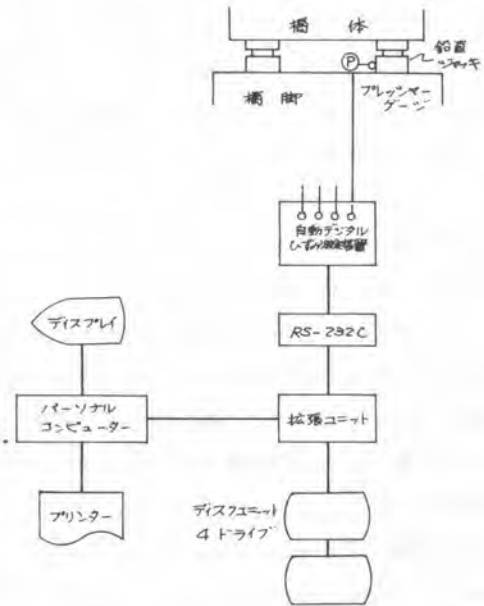 橋 体
鉛直
ジャッキ
P
橋 脚
プレッシャー
ゲージ
自動デジタル
ひずみ測定装置
ディスプレイ
RS-232C
パーソナル
コンピューター
拡張ユニット
プリンター
ディスクユニット
4 ドライブ